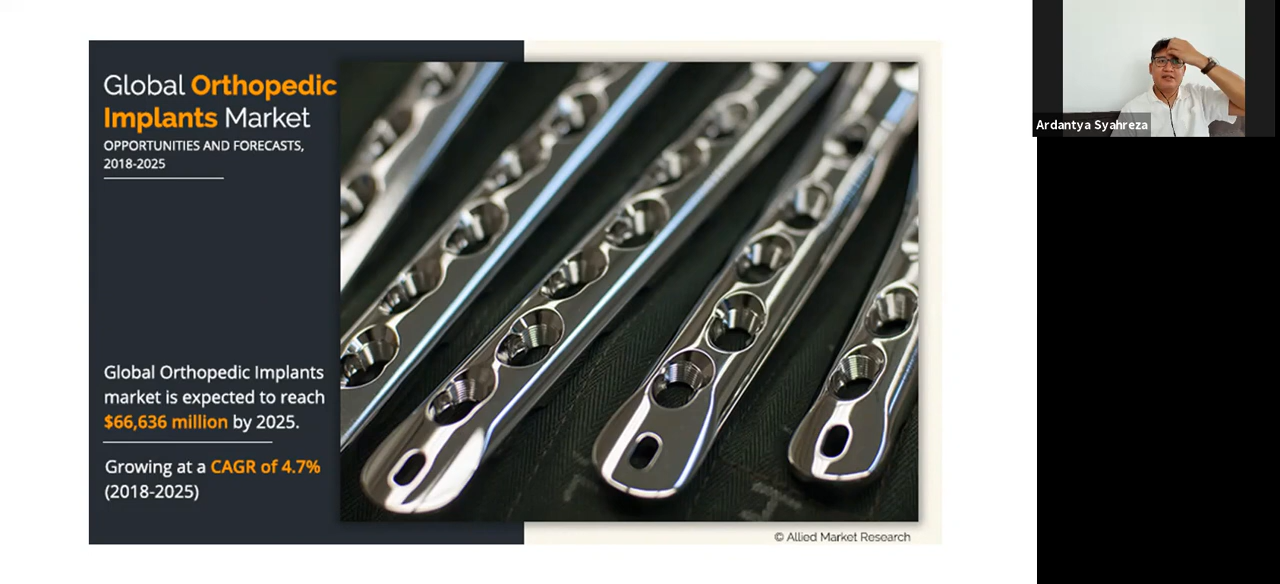 Global Orthopedic
Implants Market
OPPORTUNITIES AND FORECASTS,
2018-2025
Global Orthopedic Implants
market is expected to reach
$66,636 million by 2025.
Growing at a CAGR of 4.7%
(2018-2025)
© Allied Market Research
Ardantya Syahreza